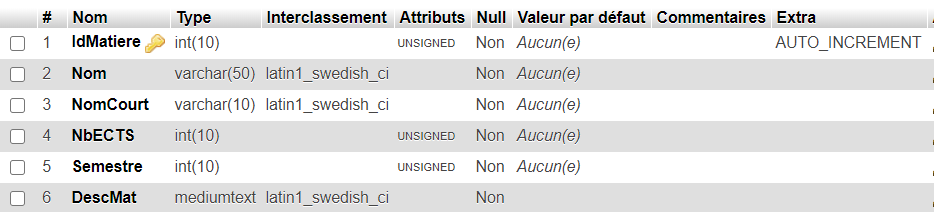 # Nom Type Interclassement Attributs Null Valeur par défaut Commentaires Extra
1 IdMatiere int(10) UNSIGNED Non Aucun(e) AUTO_INCREMENT
2 Nom varchar(50) latin1_swedish_ci Non Aucun(e)
3 NomCourt varchar(10) latin1_swedish_ci Non Aucun(e)
4 NbECTS int(10) UNSIGNED Non Aucun(e)
5 Semestre int(10) UNSIGNED Non Aucun(e)
6 DescMat mediumtext latin1_swedish_ci Non